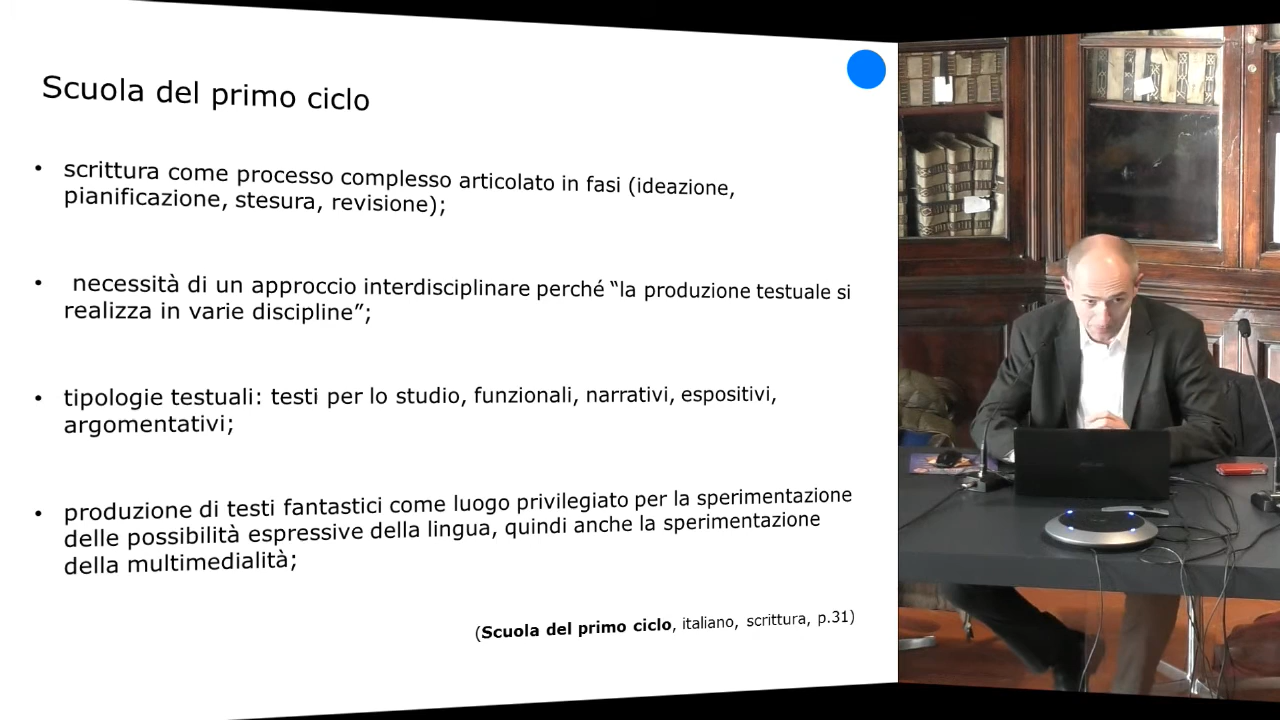 Scuola del primo ciclo
• scrittura come processo complesso articolato in fasi (ideazione,
pianificazione, stesura, revisione);
• necessità di un approccio interdisciplinare perché “la produzione testuale si
realizza in varie discipline”;
• tipologie testuali: testi per lo studio, funzionali, narrativi, espositivi,
argomentativi;
• produzione di testi fantastici come luogo privilegiato per la sperimentazione
delle possibilità espressive della lingua, quindi anche la sperimentazione
della multimedialità;
(Scuola del primo ciclo, italiano, scrittura, p.31)